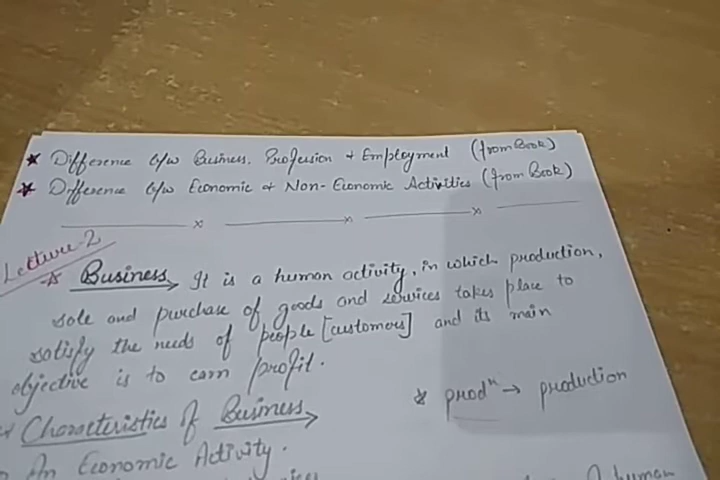 ★ Difference b/w Business, Profession & Employment (from Book)
★ Difference b/w Economic & Non-Economic Activities (from Book)
Lecture-2
Business → It is a human activity, in which production,
sale and purchase of goods and services takes place to
satisfy the needs of people [customers] and its main
objective is to earn profit.
* prodⁿ → production
Characteristics of Business →
An Economic Activity.
human